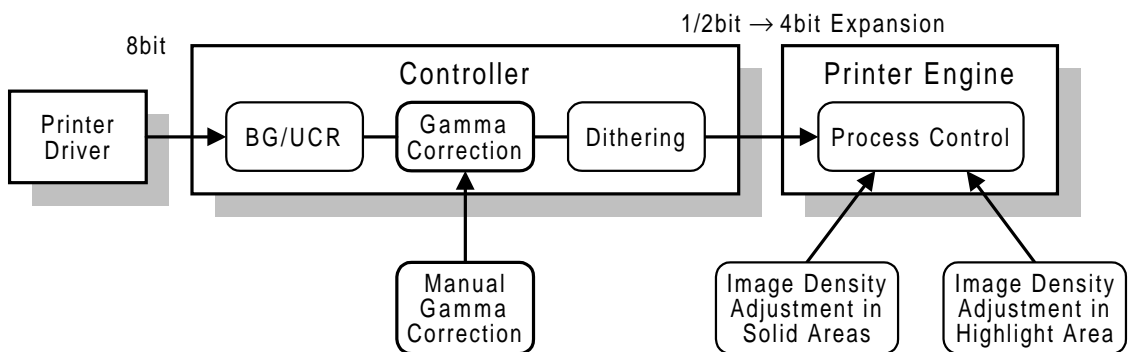 1/2bit → 4bit Expansion
8bit
Controller
Printer Engine
Printer
Driver
BG/UCR
Gamma
Correction
Dithering
Process Control
Manual
Gamma
Correction
Image Density
Adjustment in
Solid Areas
Image Density
Adjustment in
Highlight Area